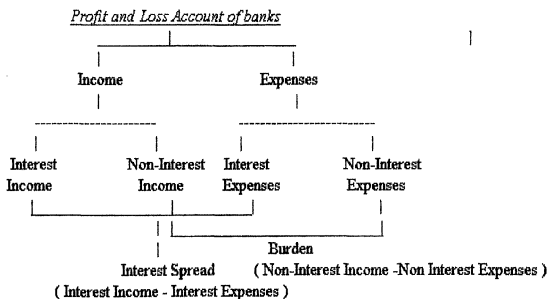 Profit and Loss Account of banks
Income Expenses
Interest Non-Interest Interest Non-Interest
Income Income Expenses Expenses
Burden
Interest Spread ( Non-Interest Income -Non Interest Expenses )
( Interest Income - Interest Expenses )